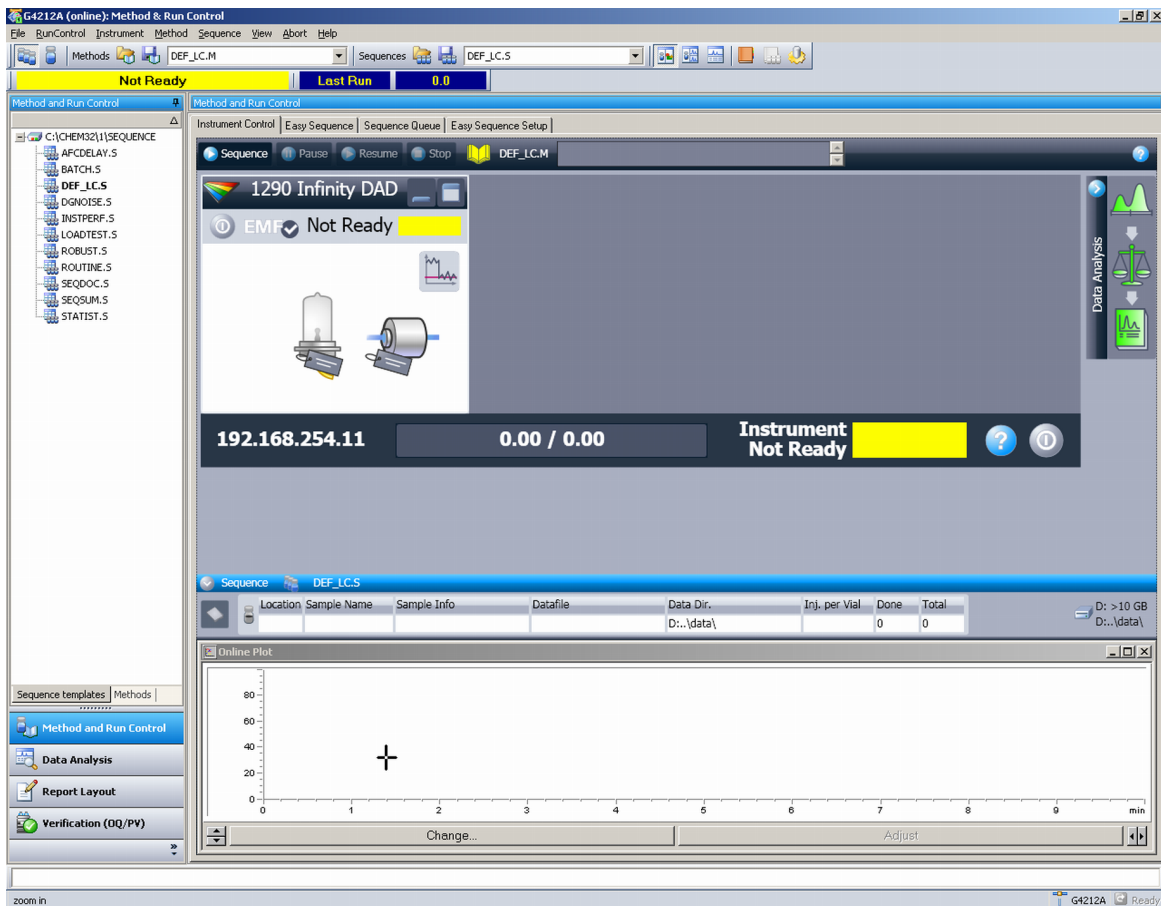 G4212A (online): Method & Run Control
File RunControl Instrument Method Sequence View Abort Help
Methods DEF_LC.M Sequences DEF_LC.S
Not Ready Last Run 0.0
Method and Run Control
C:\CHEM32\1\SEQUENCE
AFCDELAY.S
BATCH.S
DEF_LC.S
DGNOISE.S
INSTPERF.S
LOADTEST.S
ROBUST.S
ROUTINE.S
SEQDOC.S
SEQSUM.S
STATIST.S
Sequence templates Methods
Method and Run Control
Data Analysis
Report Layout
Verification (OQ/PV)
Method and Run Control
Instrument Control Easy Sequence Sequence Queue Easy Sequence Setup
Sequence Pause Resume Stop DEF_LC.M
1290 Infinity DAD
EMF Not Ready
Data Analysis
192.168.254.11 0.00 / 0.00 Instrument
Not Ready
Sequence DEF_LC.S
Location Sample Name Sample Info Datafile Data Dir. Inj. per Vial Done Total
D:..\data\ 0 0
D: >10 GB
D:..\data\
Online Plot
80
60
40
20
0
0 1 2 3 4 5 6 7 8 9 min
Change... Adjust
zoom in G4212A Ready